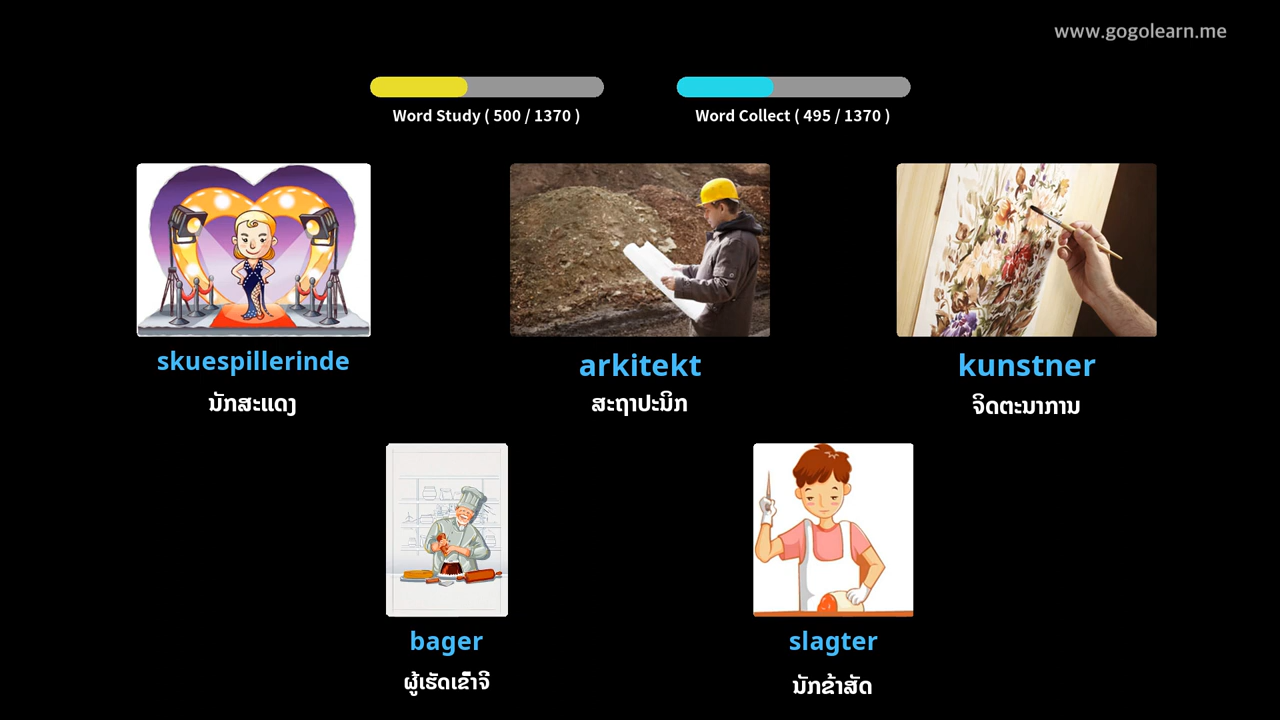 www.gogolearn.me
Word Study ( 500 / 1370 )
Word Collect ( 495 / 1370 )
skuespillerinde
ນັກສະແດງ
arkitekt
ສະຖາປະນິກ
kunstner
ຈິດຕະນາການ
bager
ຜູ້ເຮັດເຂົ້າຈີ
slagter
ນັກຂ້າສັດ